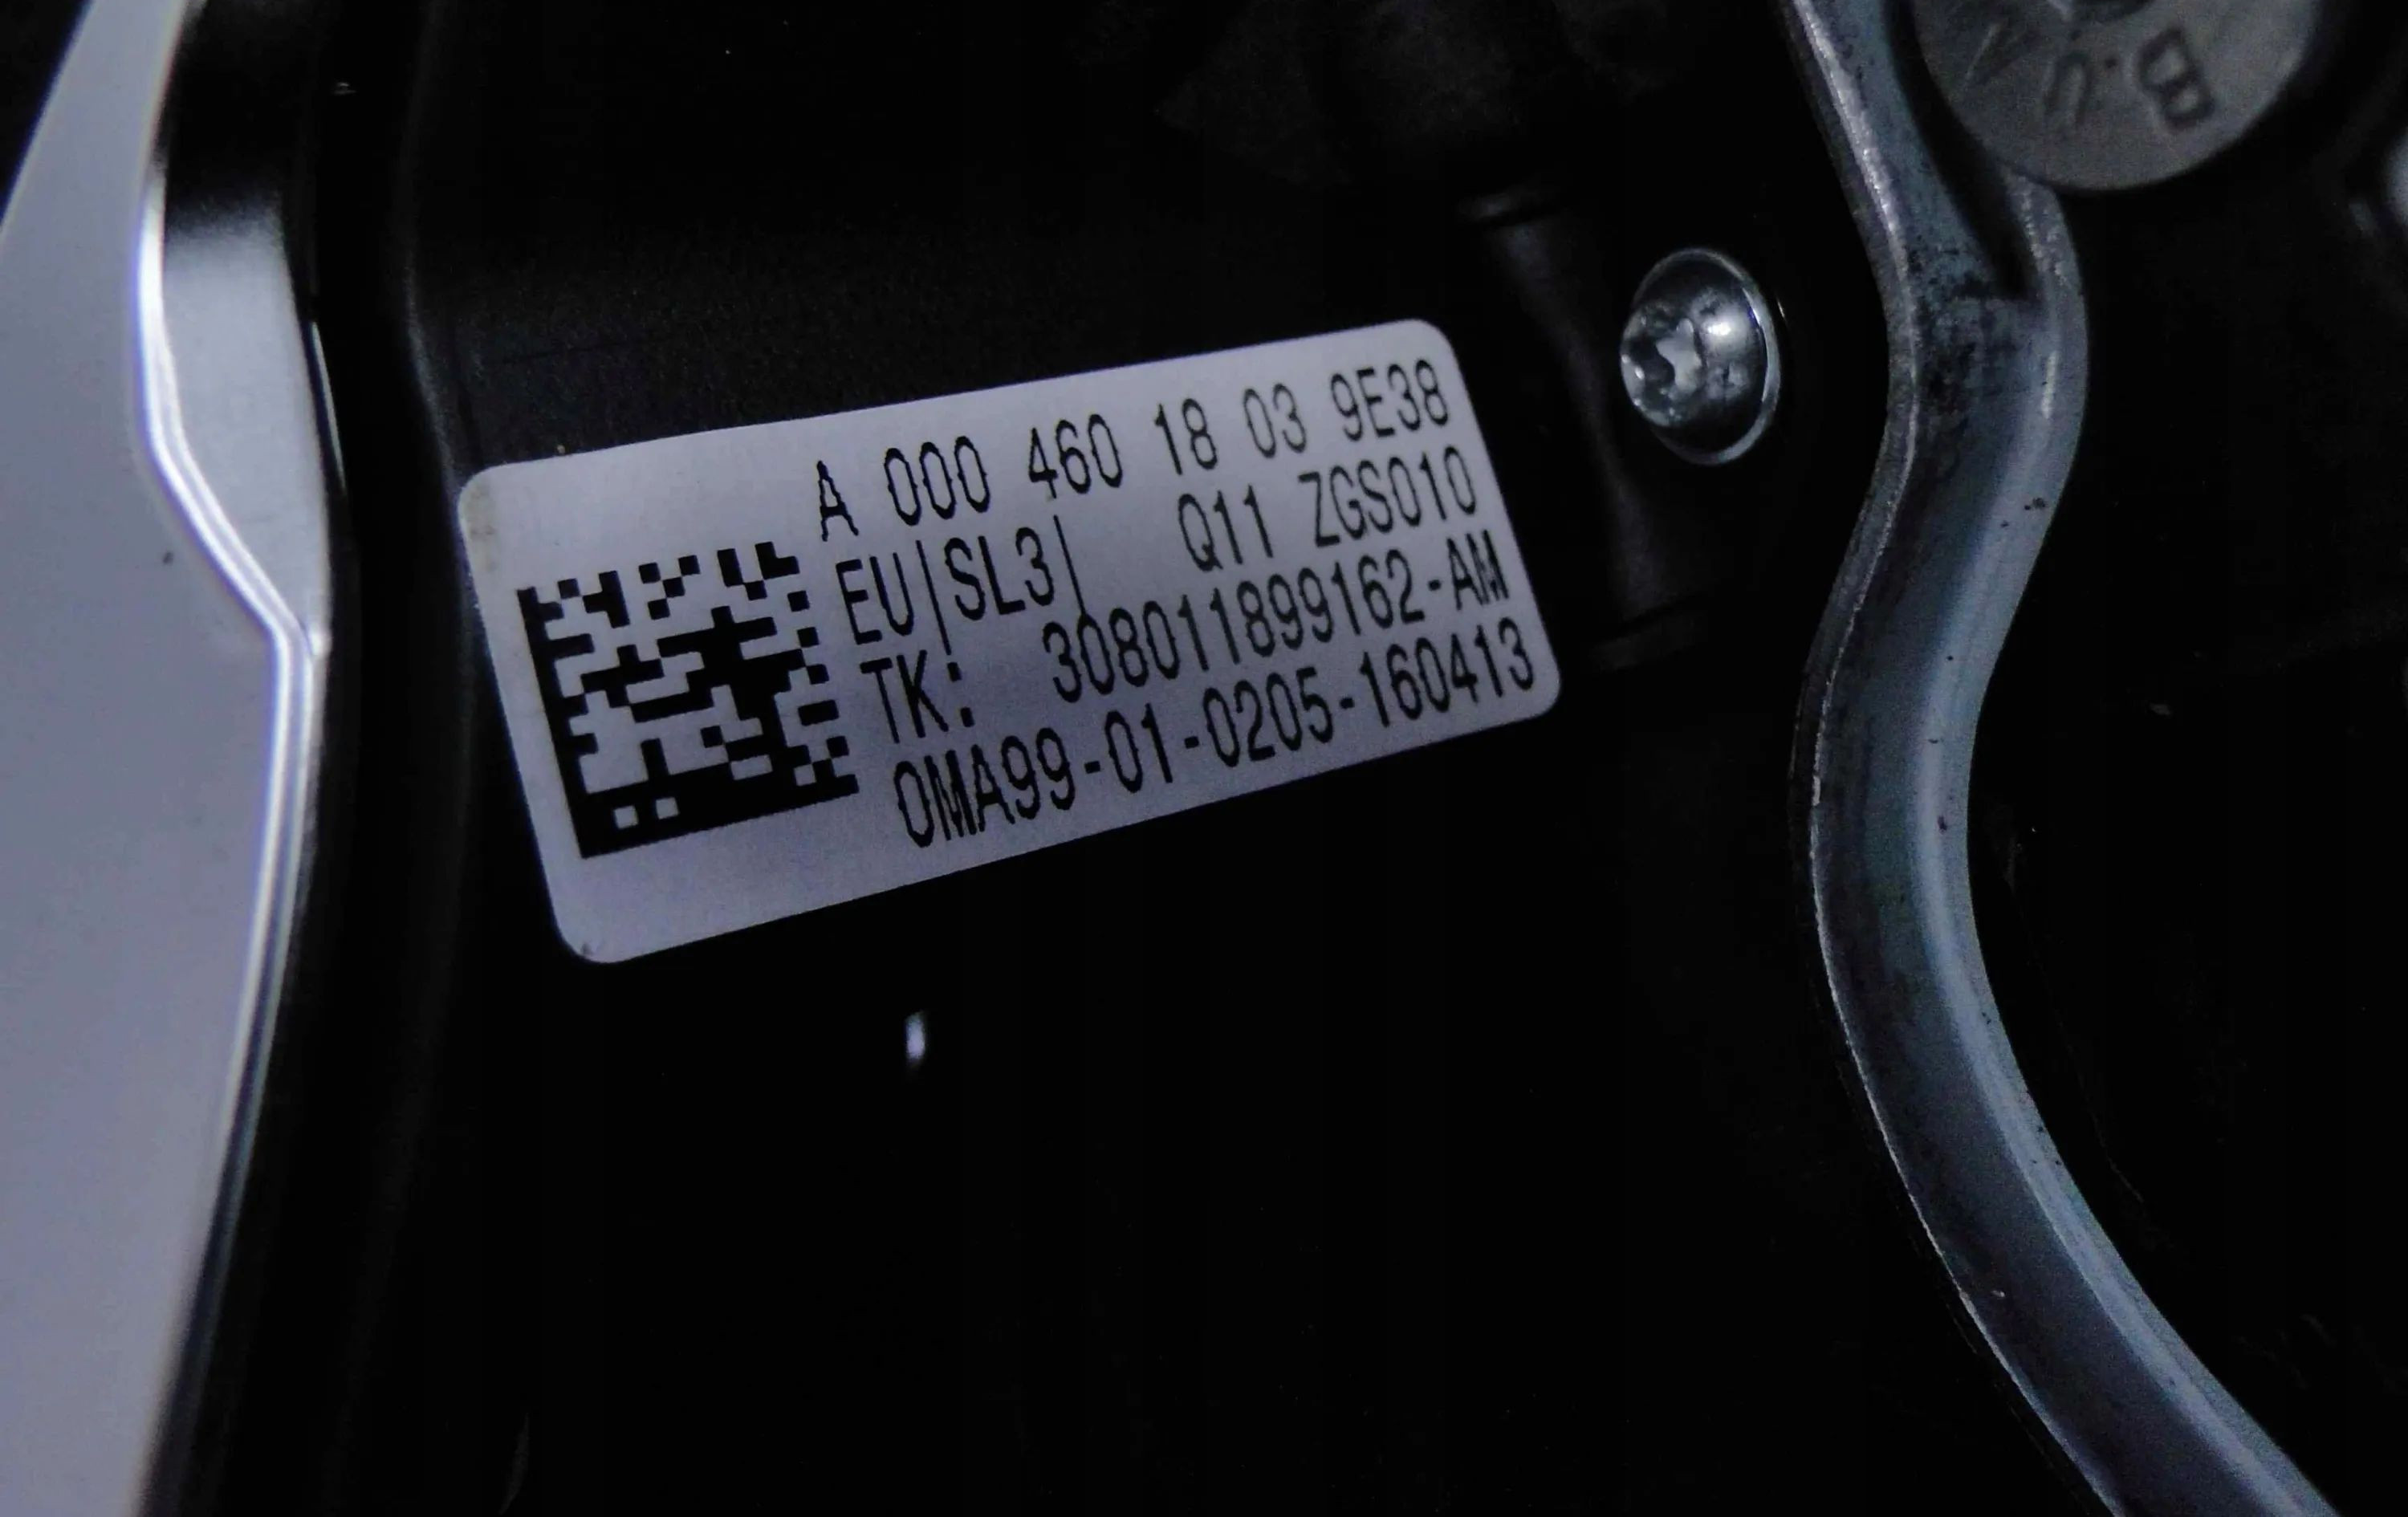 A 000 460 18 03 9E38
EU|SL3| Q11 ZGS010
TK: 308011899162-AM
0MA99-01-0205-160413